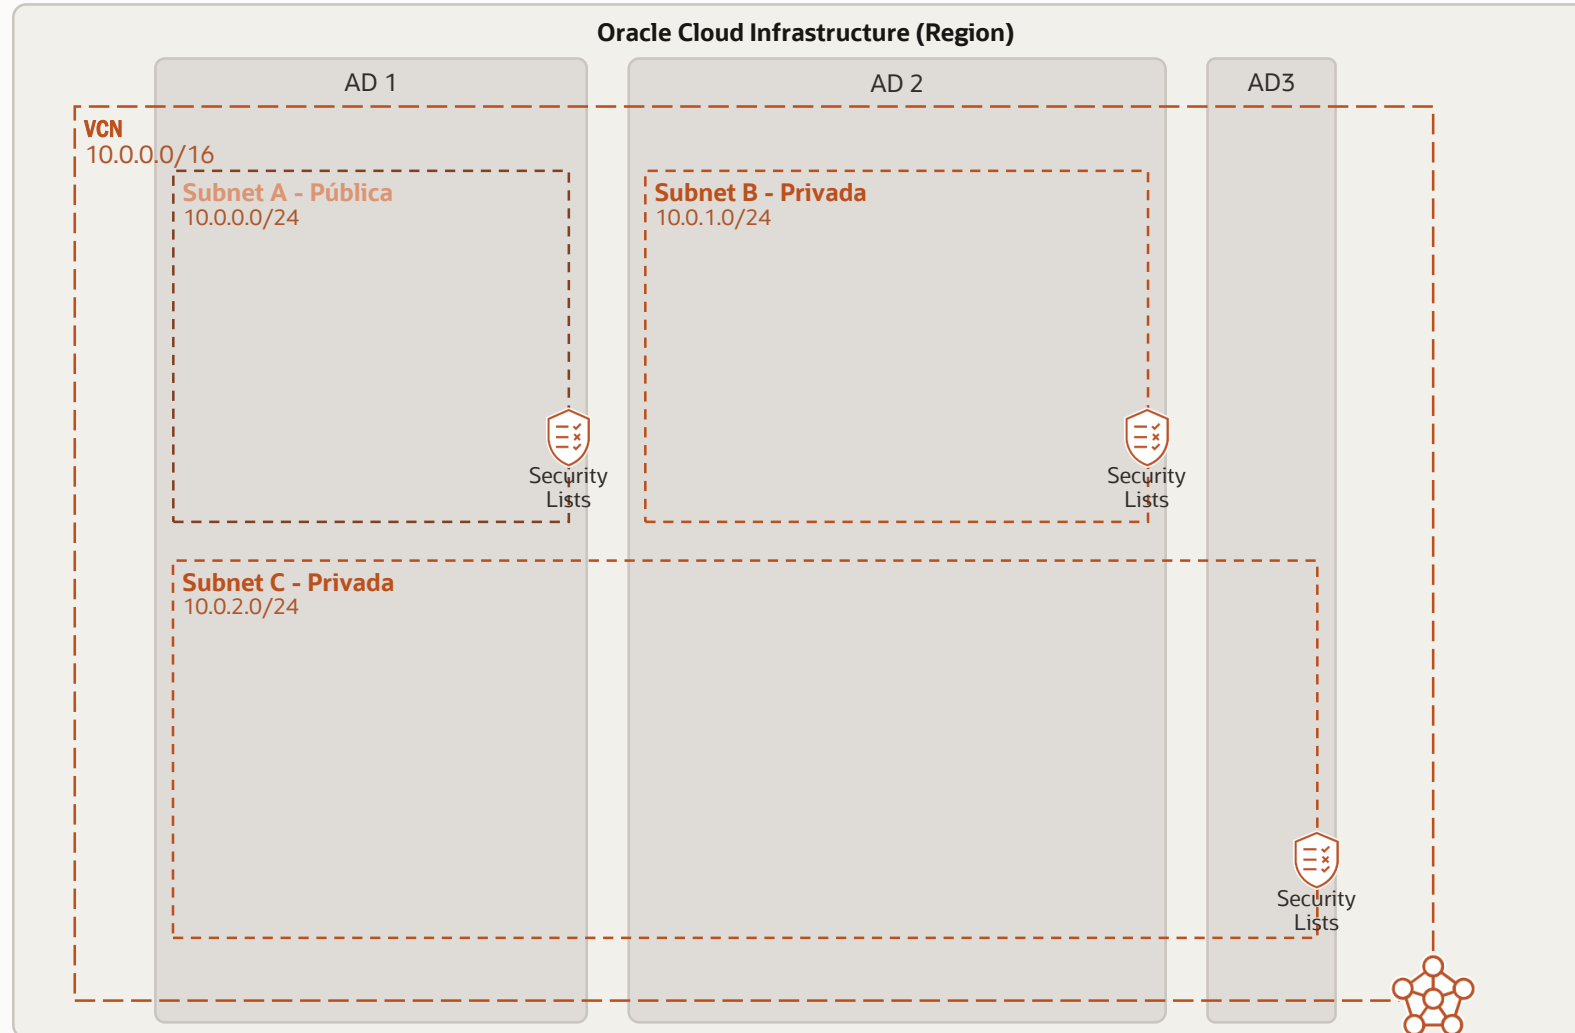 Oracle Cloud Infrastructure (Region)
AD 1
AD 2
AD3
VCN
10.0.0.0/16
Subnet A - Pública
10.0.0.0/24
Subnet B - Privada
10.0.1.0/24
Security
Lists
Security
Lists
Subnet C - Privada
10.0.2.0/24
Security
Lists